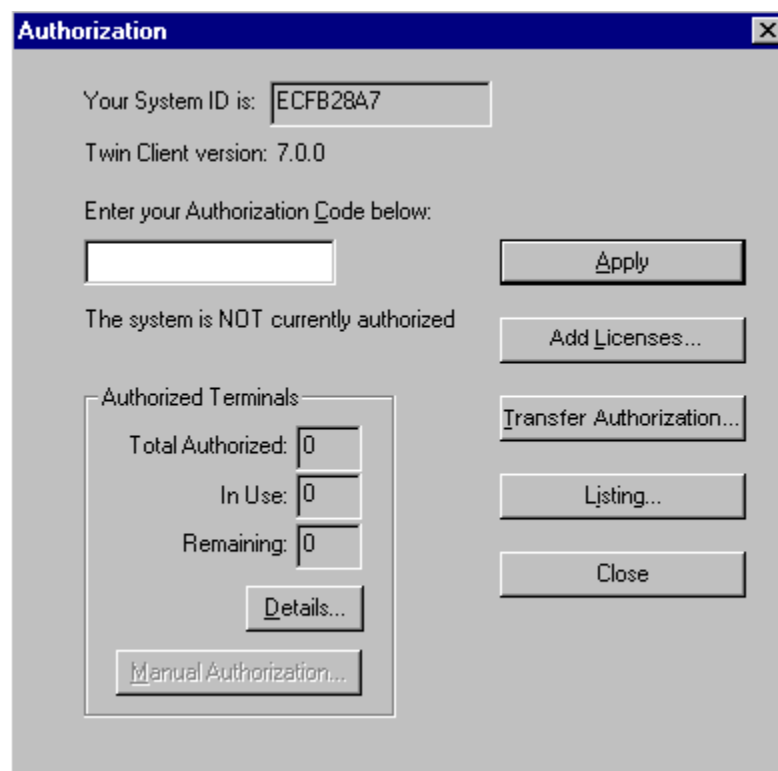 Authorization
Your System ID is: ECFB28A7
Twin Client version: 7.0.0
Enter your Authorization Code below:
Apply
The system is NOT currently authorized
Add Licenses...
Authorized Terminals
Transfer Authorization...
Total Authorized: 0
In Use: 0
Listing...
Remaining: 0
Close
Details...
Manual Authorization...